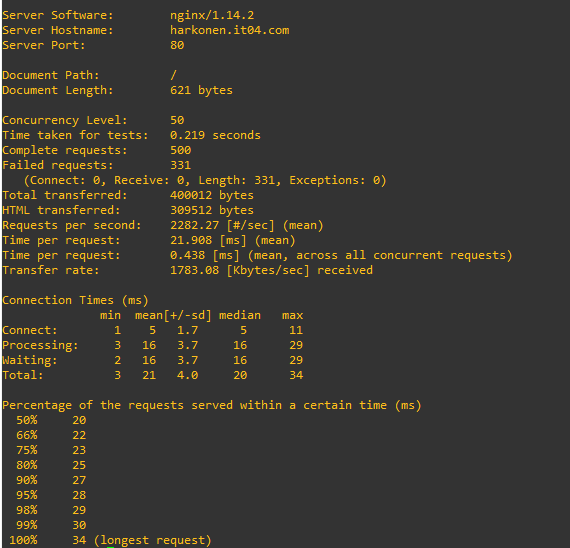 Server Software:        nginx/1.14.2
Server Hostname:        harkonen.it04.com
Server Port:            80
Document Path:          /
Document Length:        621 bytes
Concurrency Level:      50
Time taken for tests:   0.219 seconds
Complete requests:      500
Failed requests:        331
   (Connect: 0, Receive: 0, Length: 331, Exceptions: 0)
Total transferred:      400012 bytes
HTML transferred:       309512 bytes
Requests per second:    2282.27 [#/sec] (mean)
Time per request:       21.908 [ms] (mean)
Time per request:       0.438 [ms] (mean, across all concurrent requests)
Transfer rate:          1783.08 [Kbytes/sec] received
Connection Times (ms)
              min  mean[+/-sd] median   max
Connect:        1    5   1.7      5      11
Processing:     3   16   3.7     16      29
Waiting:        2   16   3.7     16      29
Total:          3   21   4.0     20      34
Percentage of the requests served within a certain time (ms)
  50%     20
  66%     22
  75%     23
  80%     25
  90%     27
  95%     28
  98%     29
  99%     30
 100%     34 (longest request)